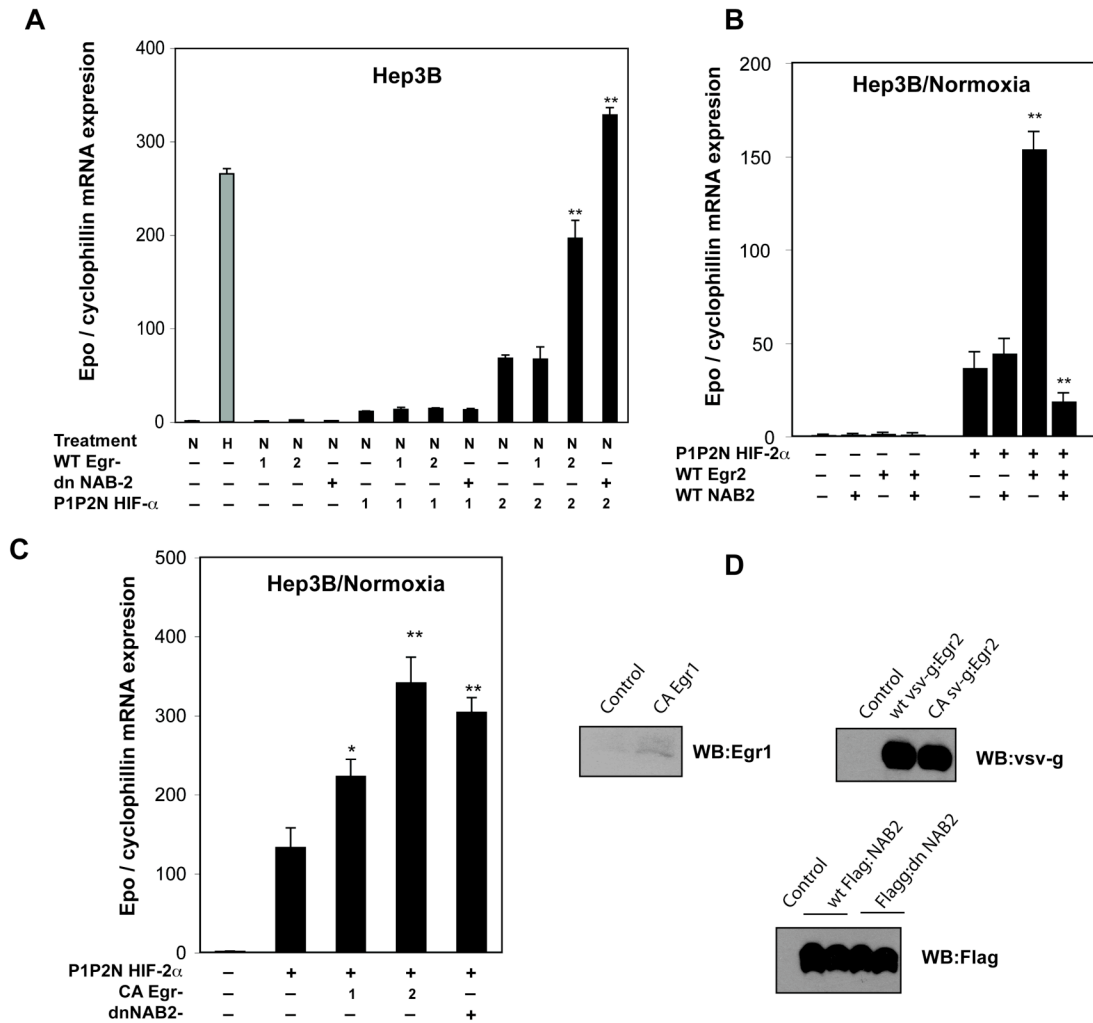 A
Epo / cyclophillin mRNA expresion
400
300
200
100
0
Hep3B
**
**
Treatment N H N N N N N N N N N N N
WT Egr- – – 1 2 – – 1 2 – – 1 2 –
dn NAB-2 – – – – + – – – + – – – +
P1P2N HIF-α – – – – – 1 1 1 1 2 2 2 2
B
Epo / cyclophillin mRNA expresion
200
150
100
50
0
Hep3B/Normoxia
**
**
P1P2N HIF-2α – – – – + + + +
WT Egr2 – – + + – – + +
WT NAB2 – + – + – + – +
C
Epo / cyclophillin mRNA expresion
500
400
300
200
100
0
Hep3B/Normoxia
*
**
**
P1P2N HIF-2α – + + + +
CA Egr- – – 1 2 –
dnNAB2- – – – – +
D
Control
CA Egr1
WB:Egr1
Control
wt vsv-g:Egr2
CA sv-g:Egr2
WB:vsv-g
Control
wt Flag: NAB2
Flagg:dn NAB2
WB:Flag